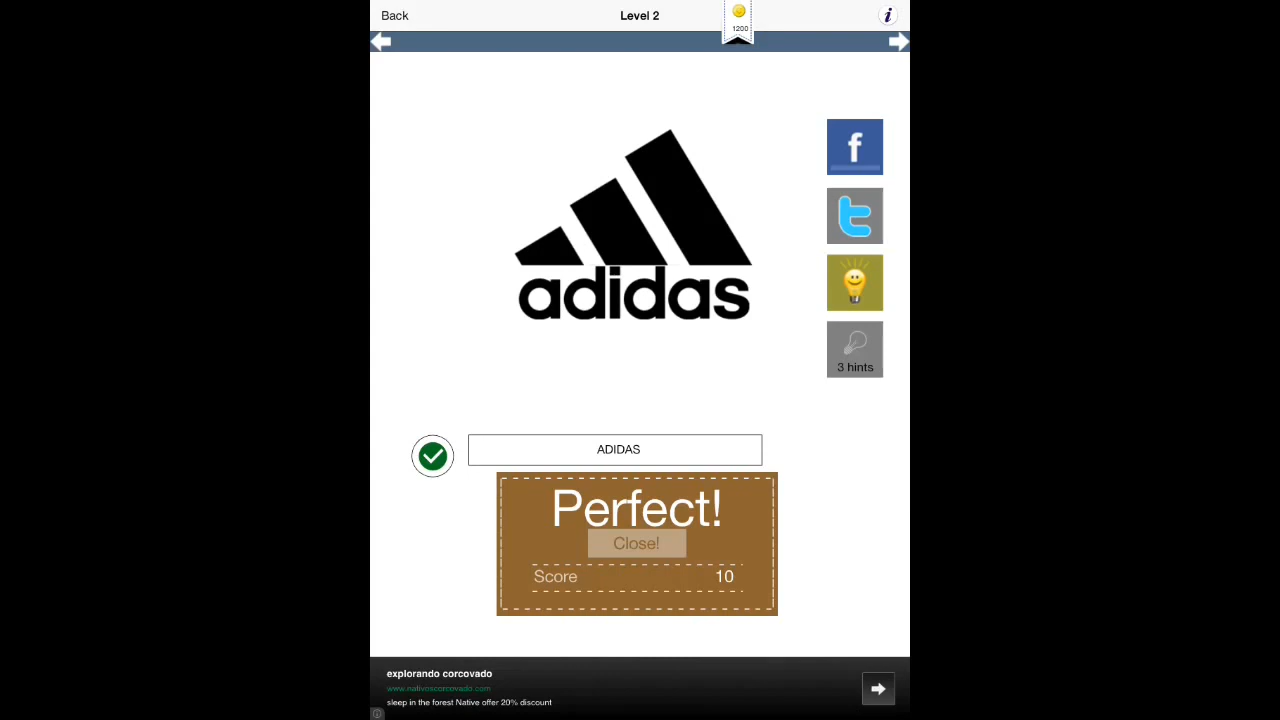 Back
Level 2
1200
i
f
t
3 hints
adidas
ADIDAS
Perfect!
Close!
Score 10
explorando corcovado
www.nativoscorcovado.com
sleep in the forest Native offer 20% discount